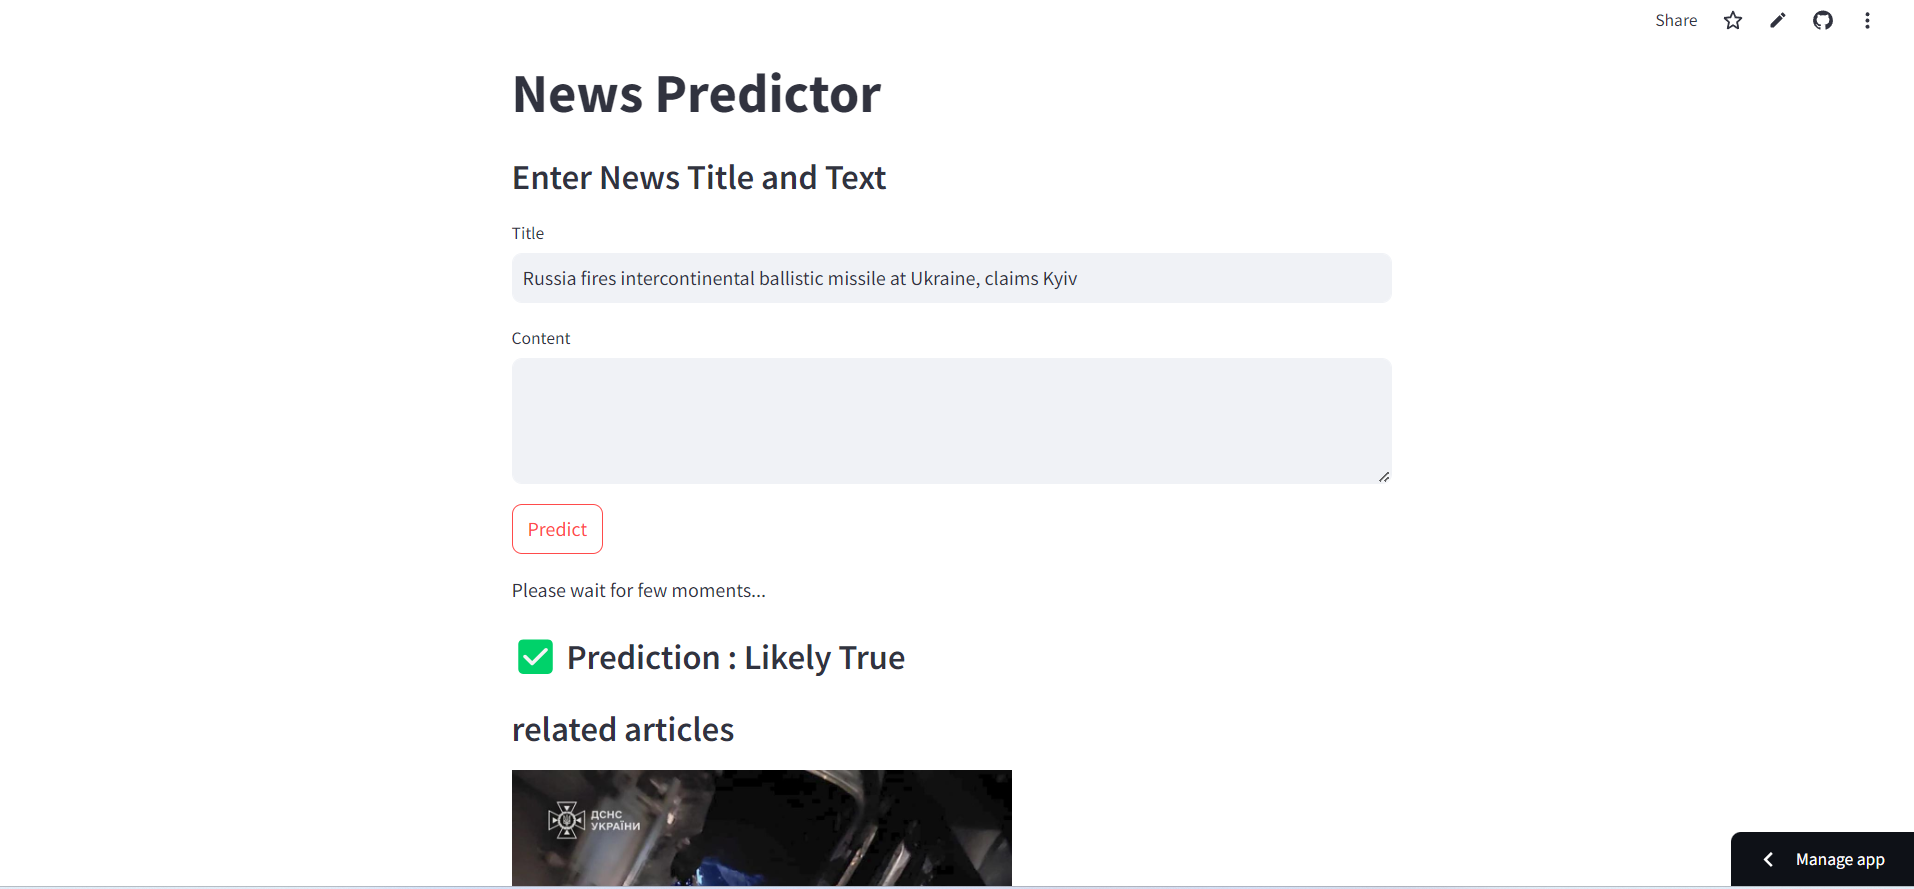 Share
News Predictor
Enter News Title and Text
Title
Russia fires intercontinental ballistic missile at Ukraine, claims Kyiv
Content
Predict
Please wait for few moments...
Prediction : Likely True
related articles
ДСНС
УКРАЇНИ
Manage app